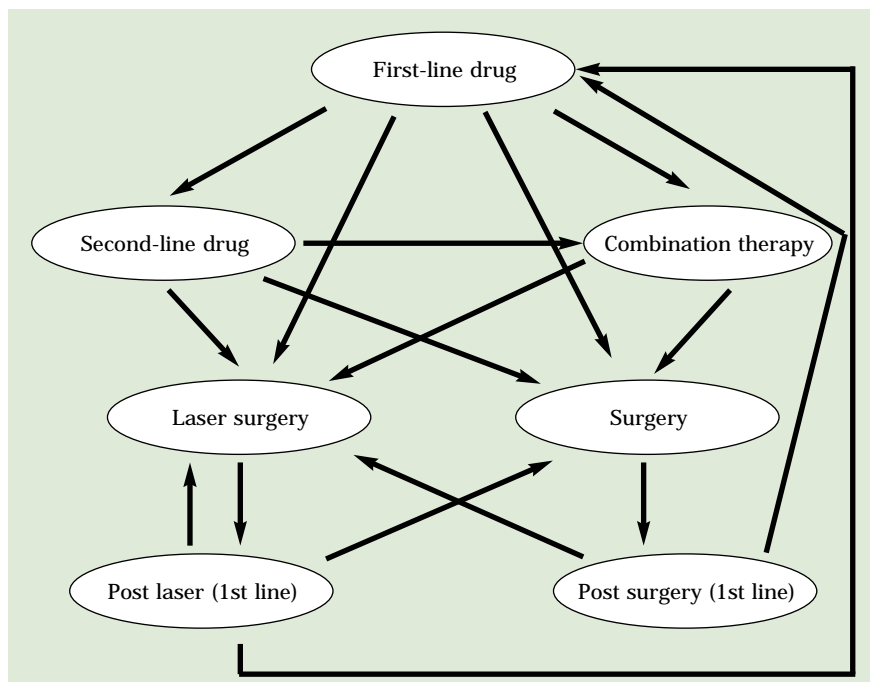 First-line drug
Second-line drug
Combination therapy
Laser surgery
Surgery
Post laser (1st line)
Post surgery (1st line)